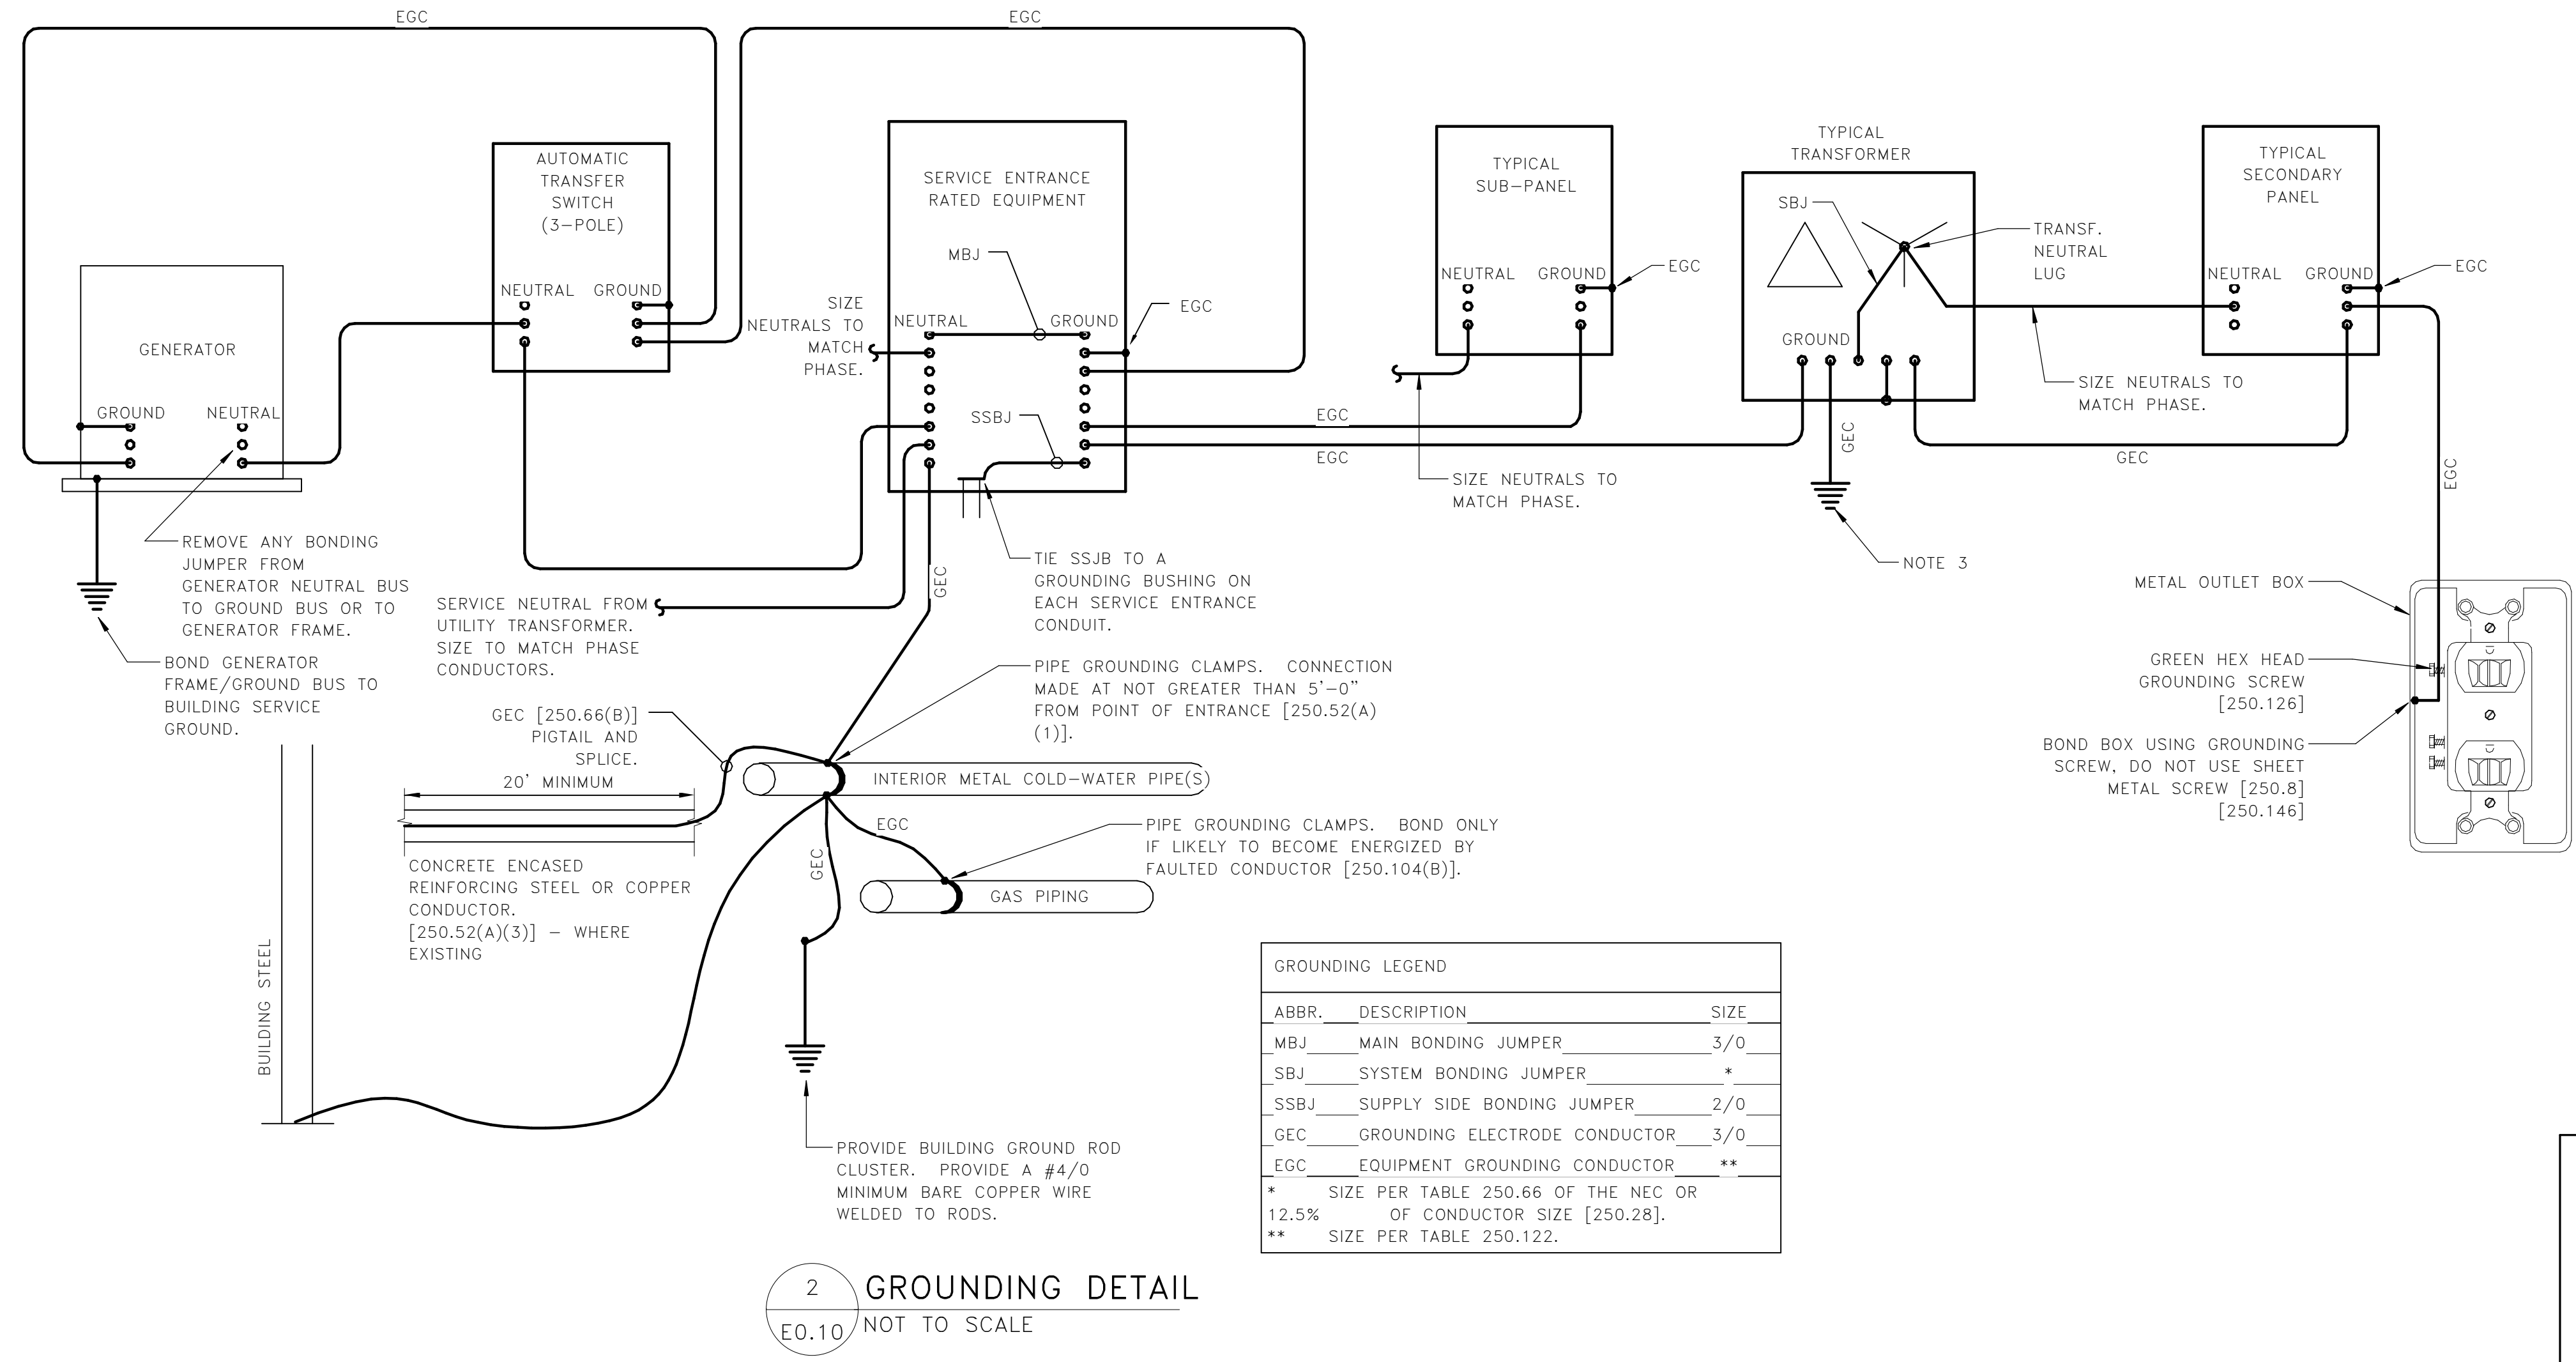 EGC
EGC
AUTOMATIC
TRANSFER
SWITCH
(3-POLE)
NEUTRAL GROUND
GENERATOR
GROUND NEUTRAL
SERVICE ENTRANCE
RATED EQUIPMENT
MBJ
NEUTRAL GROUND
SSBJ
EGC
SIZE
NEUTRALS TO
MATCH
PHASE.
TYPICAL
SUB-PANEL
NEUTRAL GROUND
EGC
TYPICAL
TRANSFORMER
SBJ
GROUND
TRANSF.
NEUTRAL
LUG
TYPICAL
SECONDARY
PANEL
NEUTRAL GROUND
EGC
SIZE NEUTRALS TO
MATCH PHASE.
EGC
EGC
SIZE NEUTRALS TO
MATCH PHASE.
GEC
GEC
EGC
NOTE 3
REMOVE ANY BONDING
JUMPER FROM
GENERATOR NEUTRAL BUS
TO GROUND BUS OR TO
GENERATOR FRAME.
BOND GENERATOR
FRAME/GROUND BUS TO
BUILDING SERVICE
GROUND.
SERVICE NEUTRAL FROM
UTILITY TRANSFORMER.
SIZE TO MATCH PHASE
CONDUCTORS.
GEC
TIE SSJB TO A
GROUNDING BUSHING ON
EACH SERVICE ENTRANCE
CONDUIT.
PIPE GROUNDING CLAMPS. CONNECTION
MADE AT NOT GREATER THAN 5'-0"
FROM POINT OF ENTRANCE [250.52(A)
(1)].
GEC [250.66(B)]
PIGTAIL AND
SPLICE.
20' MINIMUM
INTERIOR METAL COLD-WATER PIPE(S)
EGC
GEC
PIPE GROUNDING CLAMPS. BOND ONLY
IF LIKELY TO BECOME ENERGIZED BY
FAULTED CONDUCTOR [250.104(B)].
GAS PIPING
CONCRETE ENCASED
REINFORCING STEEL OR COPPER
CONDUCTOR.
[250.52(A)(3)] - WHERE
EXISTING
BUILDING STEEL
PROVIDE BUILDING GROUND ROD
CLUSTER. PROVIDE A #4/0
MINIMUM BARE COPPER WIRE
WELDED TO RODS.
METAL OUTLET BOX
GREEN HEX HEAD
GROUNDING SCREW
[250.126]
BOND BOX USING GROUNDING
SCREW, DO NOT USE SHEET
METAL SCREW [250.8]
[250.146]
GROUNDING LEGEND
ABBR. DESCRIPTION SIZE
MBJ MAIN BONDING JUMPER 3/0
SBJ SYSTEM BONDING JUMPER *
SSBJ SUPPLY SIDE BONDING JUMPER 2/0
GEC GROUNDING ELECTRODE CONDUCTOR 3/0
EGC EQUIPMENT GROUNDING CONDUCTOR **
* SIZE PER TABLE 250.66 OF THE NEC OR
12.5% OF CONDUCTOR SIZE [250.28].
** SIZE PER TABLE 250.122.
2
E0.10
GROUNDING DETAIL
NOT TO SCALE